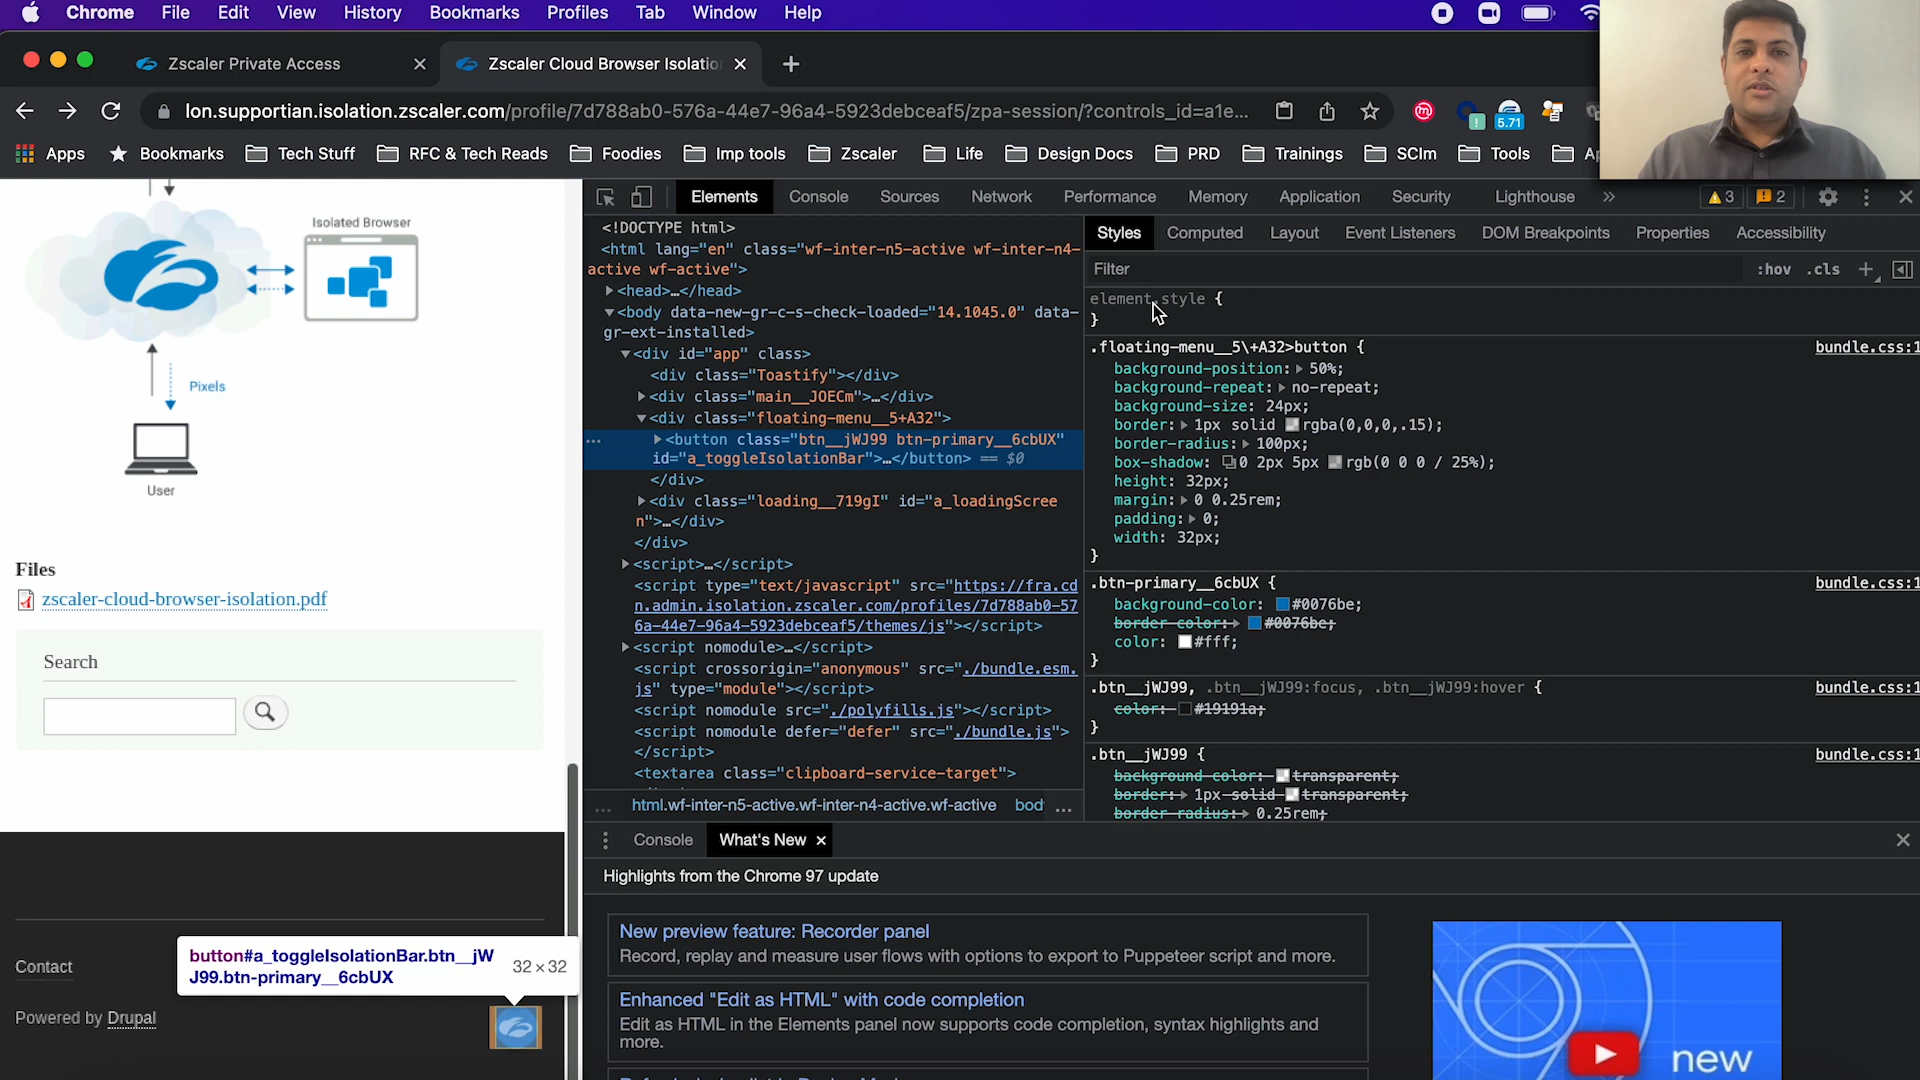 Chrome File Edit View History Bookmarks Profiles Tab Window Help
Zscaler Private Access
Zscaler Cloud Browser Isolatio
lon.supportian.isolation.zscaler.com/profile/7d788ab0-576a-44e7-96a4-5923debceaf5/zpa-session/?controls_id=a1e...
5.71
Apps Bookmarks Tech Stuff RFC & Tech Reads Foodies Imp tools Zscaler Life Design Docs PRD Trainings SCIm Tools
Isolated Browser
Pixels
User
Files
zscaler-cloud-browser-isolation.pdf
Search
Contact
Powered by Drupal
button#a_toggleIsolationBar.btn__jW
J99.btn-primary__6cbUX
32 × 32
Elements Console Sources Network Performance Memory Application Security Lighthouse » 3 2
<!DOCTYPE html>
<html lang="en" class="wf-inter-n5-active wf-inter-n4-
active wf-active">
<head>…</head>
<body data-new-gr-c-s-check-loaded="14.1045.0" data-
gr-ext-installed>
<div id="app" class>
<div class="Toastify"></div>
<div class="main__JOECm">…</div>
<div class="floating-menu__5+A32">
<button class="btn__jWJ99 btn-primary__6cbUX"
id="a_toggleIsolationBar">…</button> == $0
</div>
<div class="loading__719gI" id="a_loadingScree
n">…</div>
</div>
<script>…</script>
<script type="text/javascript" src="https://fra.cd
n.admin.isolation.zscaler.com/profiles/7d788ab0-57
6a-44e7-96a4-5923debceaf5/themes/js"></script>
<script nomodule>…</script>
<script crossorigin="anonymous" src="./bundle.esm.
js" type="module"></script>
<script nomodule src="./polyfills.js"></script>
<script nomodule defer="defer" src="./bundle.js">
</script>
<textarea class="clipboard-service-target">
... html.wf-inter-n5-active.wf-inter-n4-active.wf-active body ...
Styles Computed Layout Event Listeners DOM Breakpoints Properties Accessibility
Filter :hov .cls +
element.style {
}
.floating-menu__5\+A32>button { bundle.css:1
background-position: 50%;
background-repeat: no-repeat;
background-size: 24px;
border: 1px solid rgba(0,0,0,.15);
border-radius: 100px;
box-shadow: 0 2px 5px rgb(0 0 0 / 25%);
height: 32px;
margin: 0 0.25rem;
padding: 0;
width: 32px;
}
.btn-primary__6cbUX { bundle.css:1
background-color: #0076be;
border-color: #0076be;
color: #fff;
}
.btn__jWJ99, .btn__jWJ99:focus, .btn__jWJ99:hover { bundle.css:1
color: #19191a;
}
.btn__jWJ99 { bundle.css:1
background-color: transparent;
border: 1px solid transparent;
border-radius: 0.25rem;
Console What's New
Highlights from the Chrome 97 update
New preview feature: Recorder panel
Record, replay and measure user flows with options to export to Puppeteer script and more.
Enhanced "Edit as HTML" with code completion
Edit as HTML in the Elements panel now supports code completion, syntax highlights and
more.
new